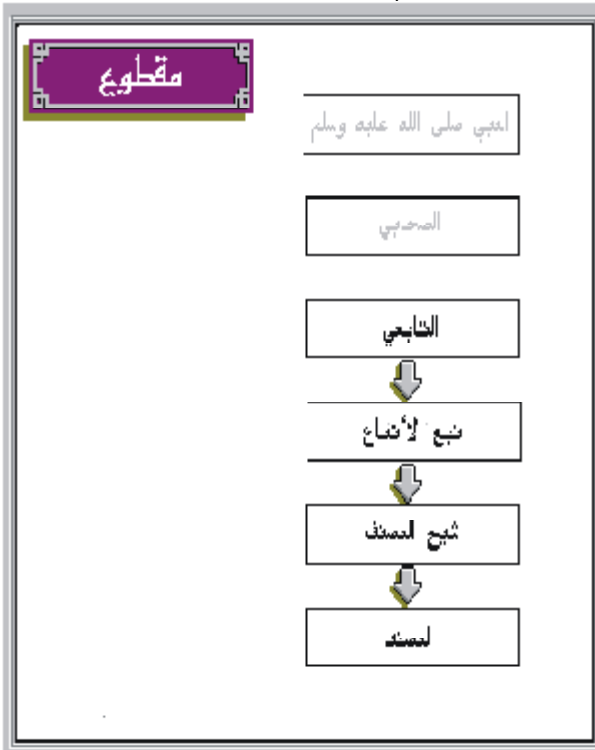 مقطوع
النبي صلى الله عليه وسلم
الصحابي
التابعي
تبع الأتباع
شيخ المصنف
المصنف